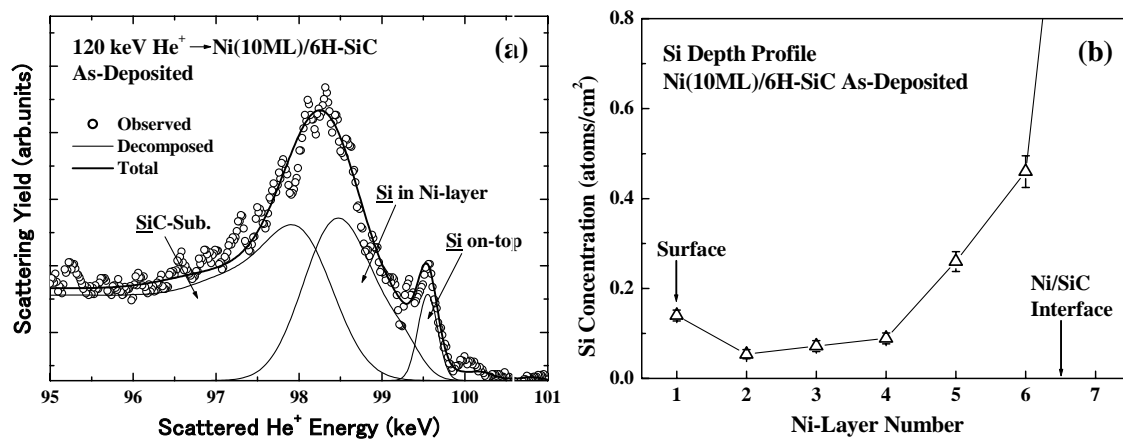 120 keV He⁺ → Ni(10ML)/6H-SiC
(a)
As-Deposited
Observed
Decomposed
Total
Si in Ni-layer
SiC-Sub.
Si on-top
Scattering Yield (arb.units)
95 96 97 98 99 100 101
Scattered He⁺ Energy (keV)
Si Depth Profile
(b)
Ni(10ML)/6H-SiC As-Deposited
Surface
Ni/SiC
Interface
Si Concentration (atoms/cm²)
0.8
0.6
0.4
0.2
0.0
1 2 3 4 5 6 7
Ni-Layer Number